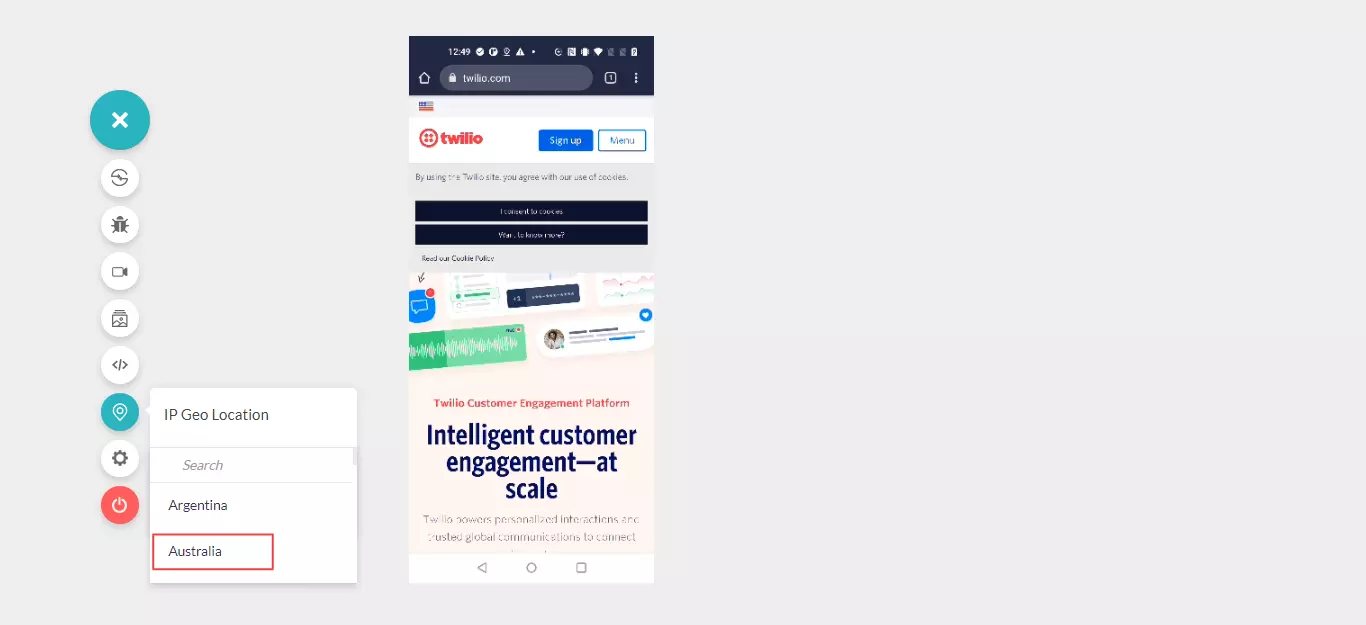 12:49
twilio.com
1
twilio
Sign up
Menu
By using the Twilio site, you agree with our use of cookies.
I consent to cookies
Want to know more?
Read our Cookie Policy
Twilio Customer Engagement Platform
Intelligent customer
engagement—at
scale
Twilio powers personalized interactions and
trusted global communications to connect
IP Geo Location
Search
Argentina
Australia